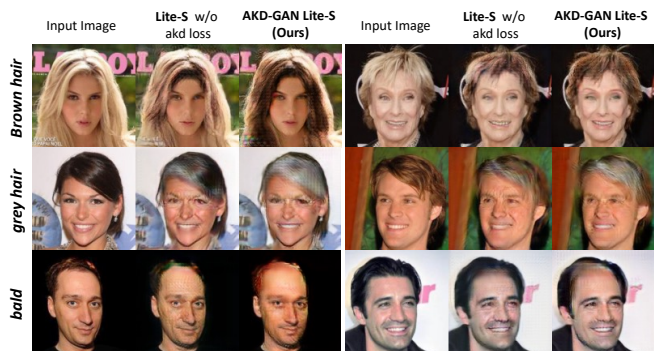 Input Image
Lite-S w/o
akd loss
AKD-GAN Lite-S
(Ours)
Input Image
Lite-S w/o
akd loss
AKD-GAN Lite-S
(Ours)
Brown hair
grey hair
bald